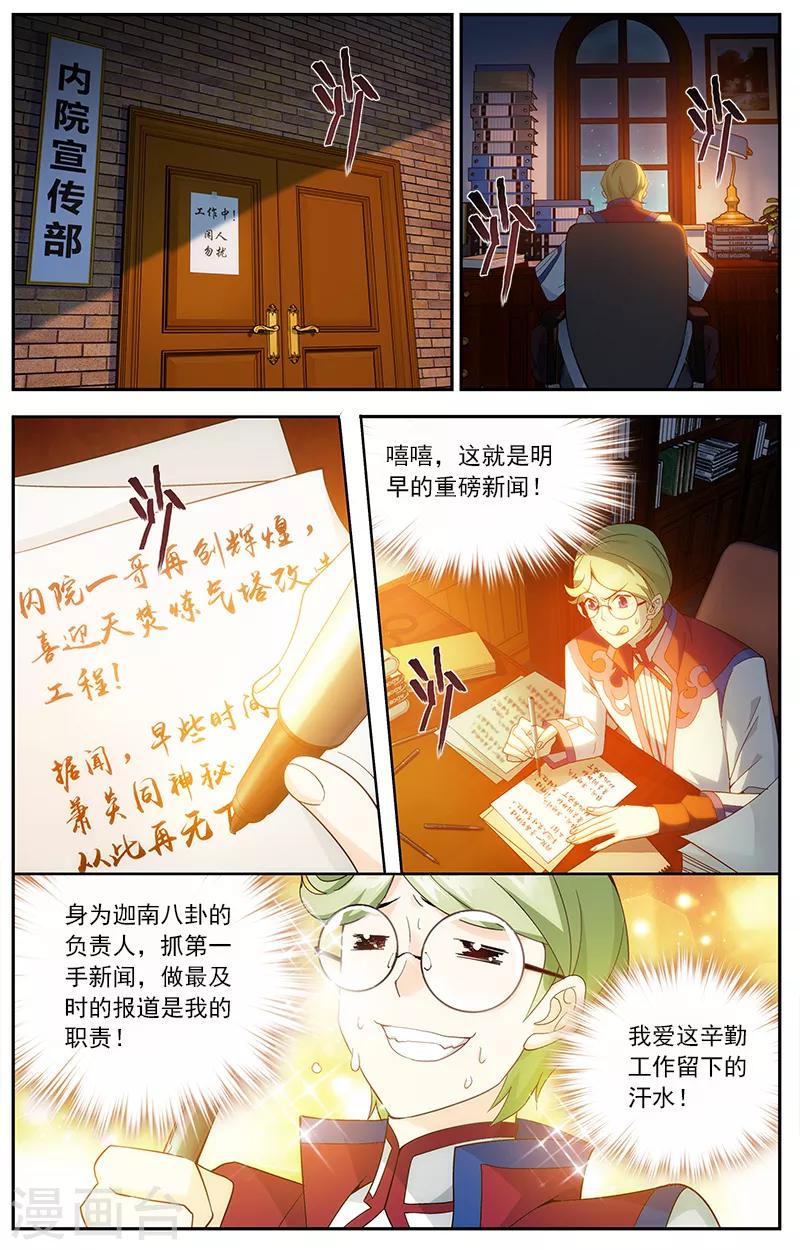 内院宣传部
工作中！
闲人
勿扰
沙
沙
沙
沙
沙
沙
内院一哥再创辉煌，
喜迎天焚炼气塔改
工程！
据闻，早些时间
萧炎同神秘
从此再无下
嘻嘻，这就是明
早的重磅新闻！
身为迦南八卦的
负责人，抓第一
手新闻，做最及
时的报道是我的
职责！
我爱这辛勤
工作留下的
汗水！
漫画台